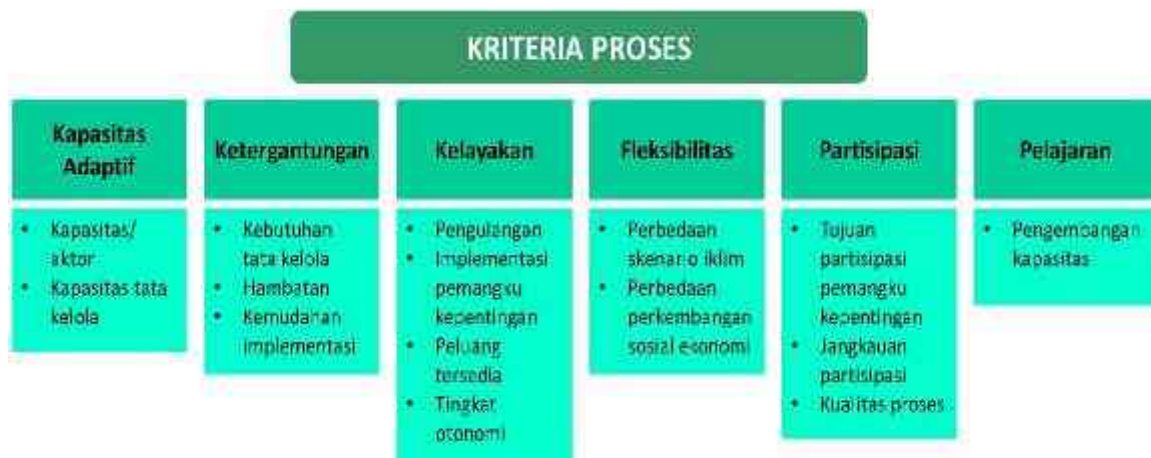 KRITERIA PROSES
Kapasitas
Adaptif
• Kapasitas/
aktor
• Kapasitas tata
kelola
Ketergantungan
• Kebutuhan
tata kelola
• Hambatan
• Kemudahan
implementasi
Kelayakan
• Pengulangan
• Implementasi
pemangku
kepentingan
• Peluang
tersedia
• Tingkat
otonomi
Fleksibilitas
• Perbedaan
skenario iklim
• Perbedaan
perkembangan
sosial ekonomi
Partisipasi
• Tujuan
partisipasi
pemangku
kepentingan
• Jangkauan
partisipasi
• Kualitas proses
Pelajaran
• Pengembangan
kapasitas